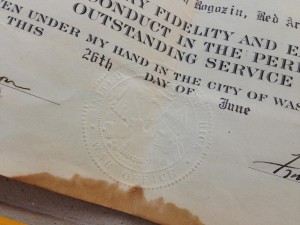 Rogozin, Red Ar
Y FIDELITY AND E
CONDUCT IN THE PER
OUTSTANDING SERVICE
EN UNDER MY HAND IN THE CITY OF WAS
26th DAY OF June